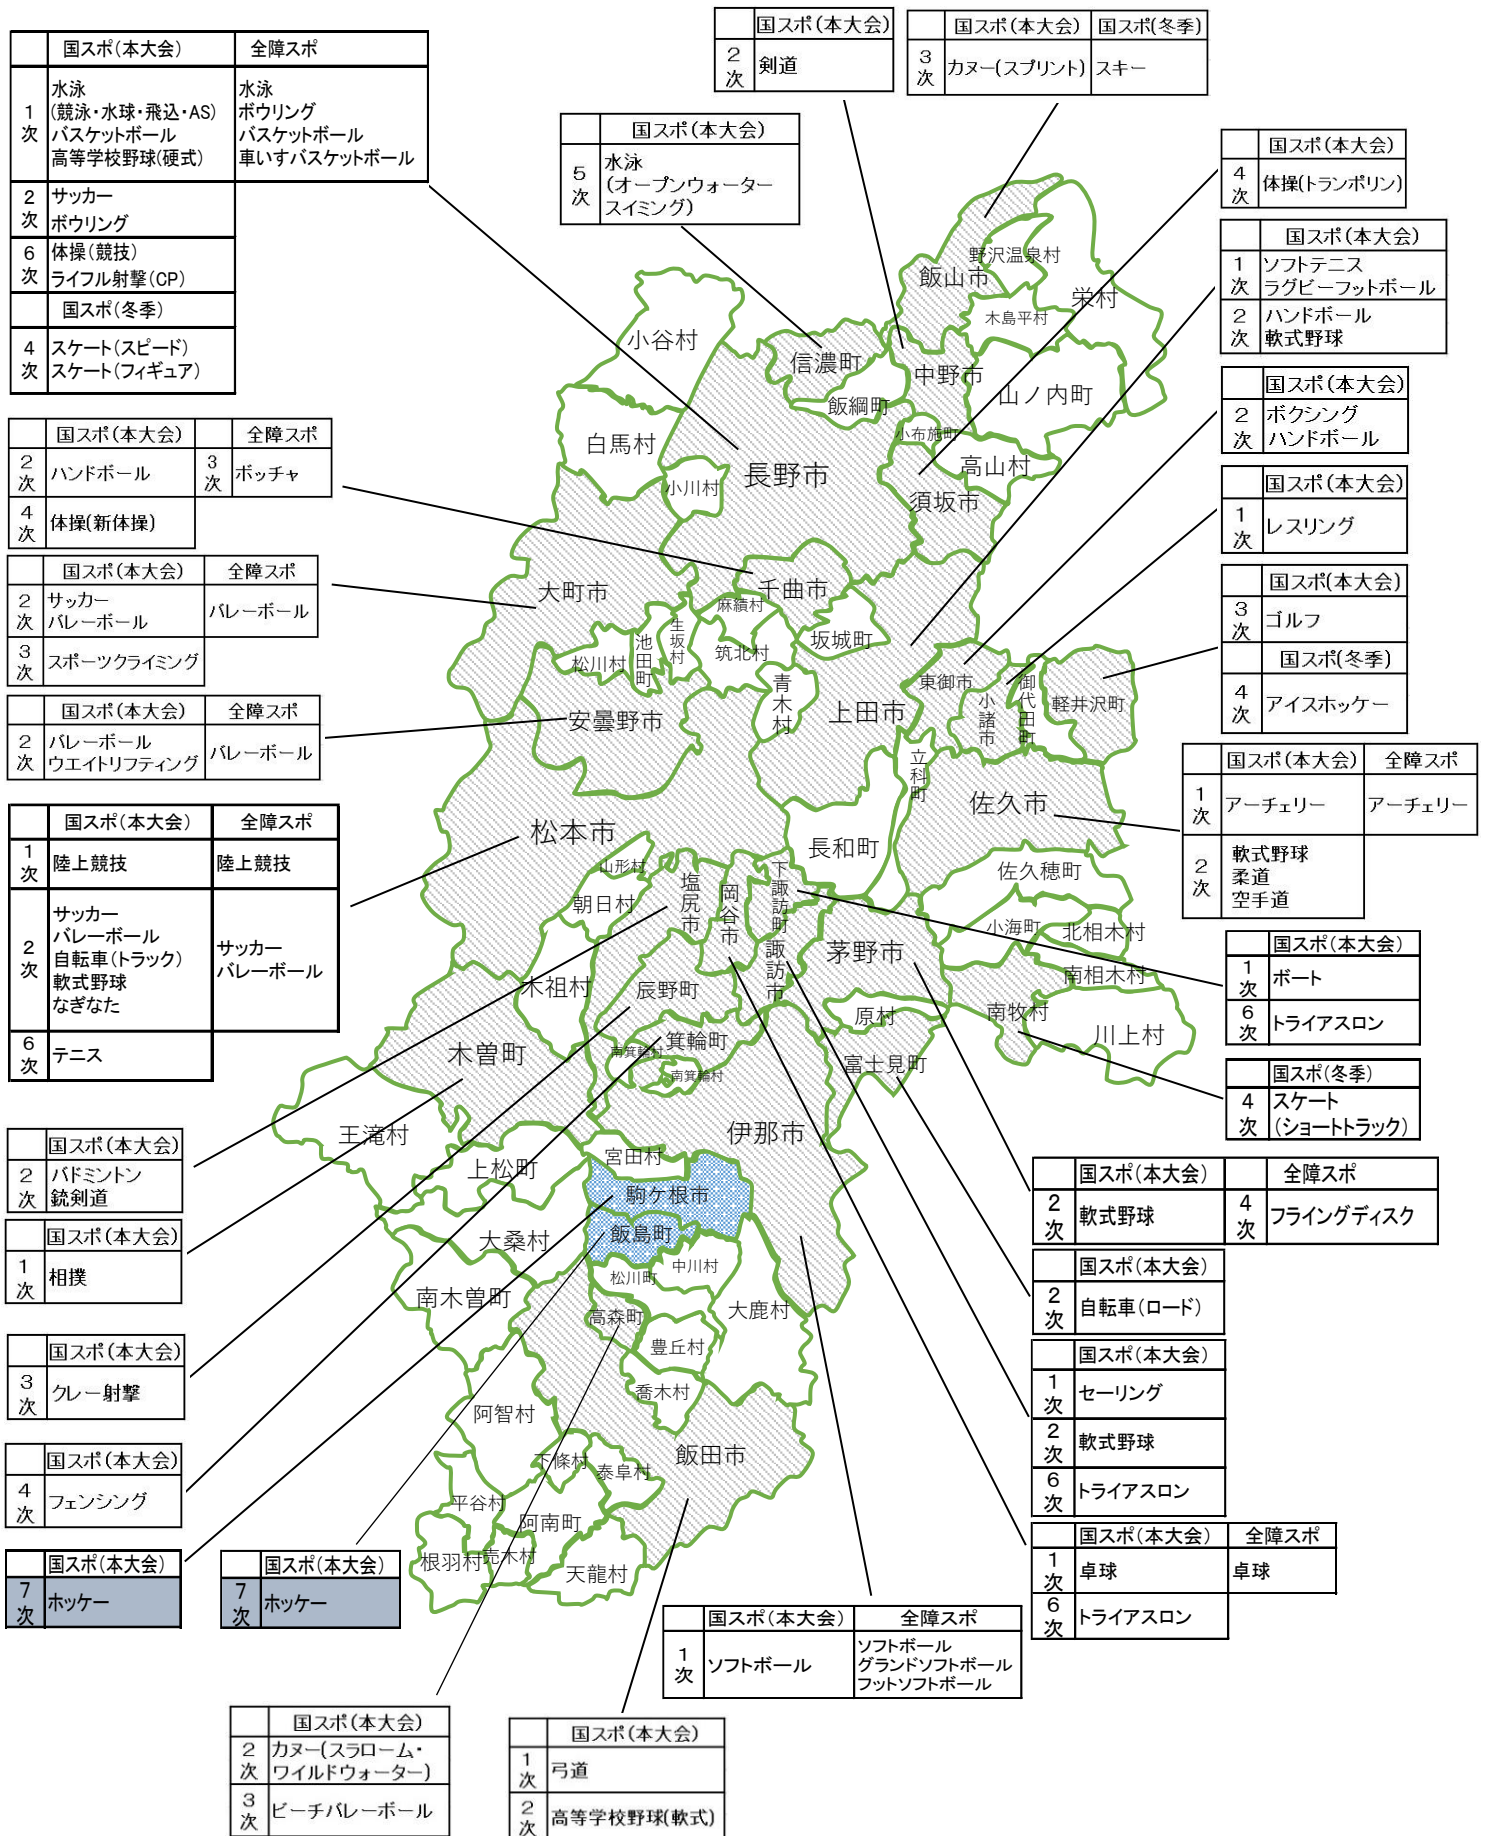 国スポ(本大会) 全障スポ
1次
水泳
(競泳・水球・飛込・AS)
バスケットボール
高等学校野球(硬式)
水泳
ボウリング
バスケットボール
車いすバスケットボール
2次
サッカー
ボウリング
6次
体操(競技)
ライフル射撃(CP)
国スポ(冬季)
4次
スケート(スピード)
スケート(フィギュア)
国スポ(本大会)
2次 剣道
国スポ(本大会) 国スポ(冬季)
3次 カヌー(スプリント) スキー
国スポ(本大会)
5次
水泳
(オープンウォーター
スイミング)
国スポ(本大会)
4次 体操(トランポリン)
国スポ(本大会)
1次
ソフトテニス
ラグビーフットボール
2次
ハンドボール
軟式野球
国スポ(本大会)
2次
ボクシング
ハンドボール
国スポ(本大会)
1次 レスリング
国スポ(本大会)
3次 ゴルフ
国スポ(冬季)
4次 アイスホッケー
国スポ(本大会) 全障スポ
1次 アーチェリー アーチェリー
2次
軟式野球
柔道
空手道
国スポ(本大会)
1次 ボート
6次 トライアスロン
国スポ(冬季)
4次
スケート
(ショートトラック)
国スポ(本大会) 全障スポ
2次 軟式野球 4次 フライングディスク
国スポ(本大会)
2次 自転車(ロード)
国スポ(本大会)
1次 セーリング
2次 軟式野球
6次 トライアスロン
国スポ(本大会) 全障スポ
1次 卓球 卓球
6次 トライアスロン
国スポ(本大会) 全障スポ
2次 ハンドボール 3次 ボッチャ
4次 体操(新体操)
国スポ(本大会) 全障スポ
2次
サッカー
バレーボール
バレーボール
3次 スポーツクライミング
国スポ(本大会) 全障スポ
2次
バレーボール
ウエイトリフティング
バレーボール
国スポ(本大会) 全障スポ
1次 陸上競技 陸上競技
2次
サッカー
バレーボール
自転車(トラック)
軟式野球
なぎなた
サッカー
バレーボール
6次 テニス
国スポ(本大会)
2次
バドミントン
銃剣道
国スポ(本大会)
1次 相撲
国スポ(本大会)
3次 クレー射撃
国スポ(本大会)
4次 フェンシング
国スポ(本大会)
7次 ホッケー
国スポ(本大会)
7次 ホッケー
国スポ(本大会)
2次
カヌー(スラローム・
ワイルドウォーター)
3次 ビーチバレーボール
国スポ(本大会)
1次 弓道
2次 高等学校野球(軟式)
国スポ(本大会) 全障スポ
1次 ソフトボール
ソフトボール
グランドソフトボール
フットソフトボール
野沢温泉村
飯山市
栄村
木島平村
小谷村
信濃町
中野市
山ノ内町
飯綱町
白馬村
小布施町
高山村
長野市
小川村
須坂市
大町市
千曲市
麻績村
生坂村
池田町
松川村
筑北村
坂城町
青木村
東御市
小諸市
御代田町
軽井沢町
安曇野市
上田市
立科町
佐久市
松本市
長和町
山形村
朝日村
塩尻市
岡谷市
下諏訪町
佐久穂町
小海町
北相木村
諏訪市
茅野市
南相木村
木祖村
辰野町
原村
南牧村
川上村
木曽町
箕輪町
南箕輪村
南箕輪村
富士見町
王滝村
伊那市
上松町
宮田村
駒ケ根市
大桑村
飯島町
中川村
松川町
南木曽町
高森町
大鹿村
豊丘村
喬木村
阿智村
下條村
泰阜村
飯田市
平谷村
阿南町
根羽村
売木村
天龍村